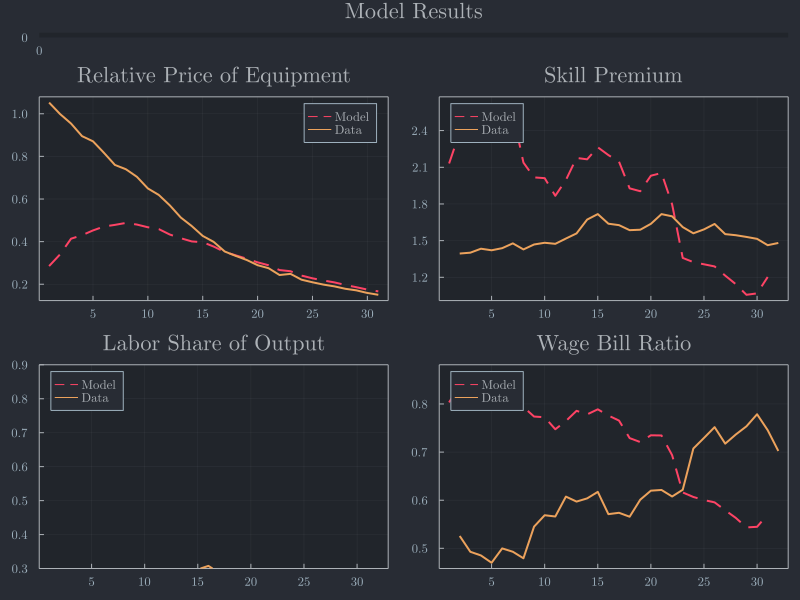 Model Results
0
0
Relative Price of Equipment
Skill Premium
Model
Data
1.0
0.8
0.6
0.4
0.2
5 10 15 20 25 30
Model
Data
2.4
2.1
1.8
1.5
1.2
5 10 15 20 25 30
Labor Share of Output
Wage Bill Ratio
Model
Data
0.9
0.8
0.7
0.6
0.5
0.4
0.3
5 10 15 20 25 30
Model
Data
0.8
0.7
0.6
0.5
5 10 15 20 25 30